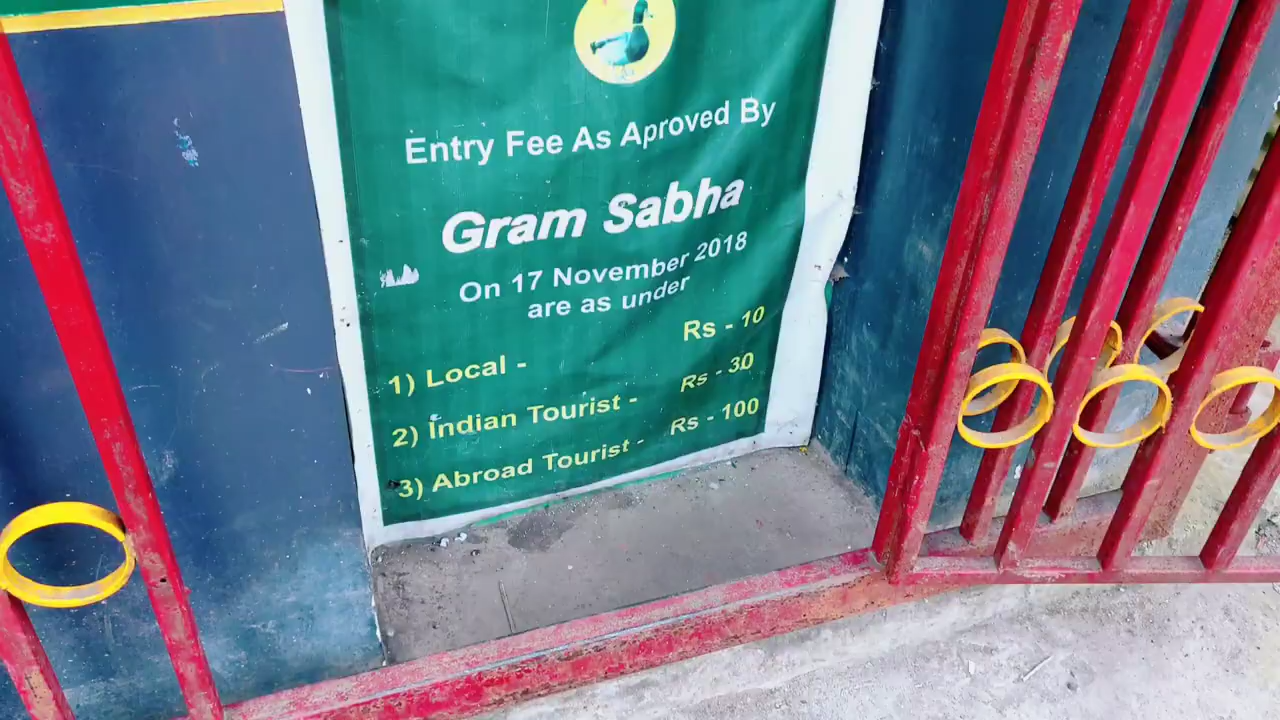 Entry Fee As Aproved By
Gram Sabha
On 17 November 2018
are as under
1) Local - Rs - 10
2) Indian Tourist - Rs - 30
3) Abroad Tourist - Rs - 100